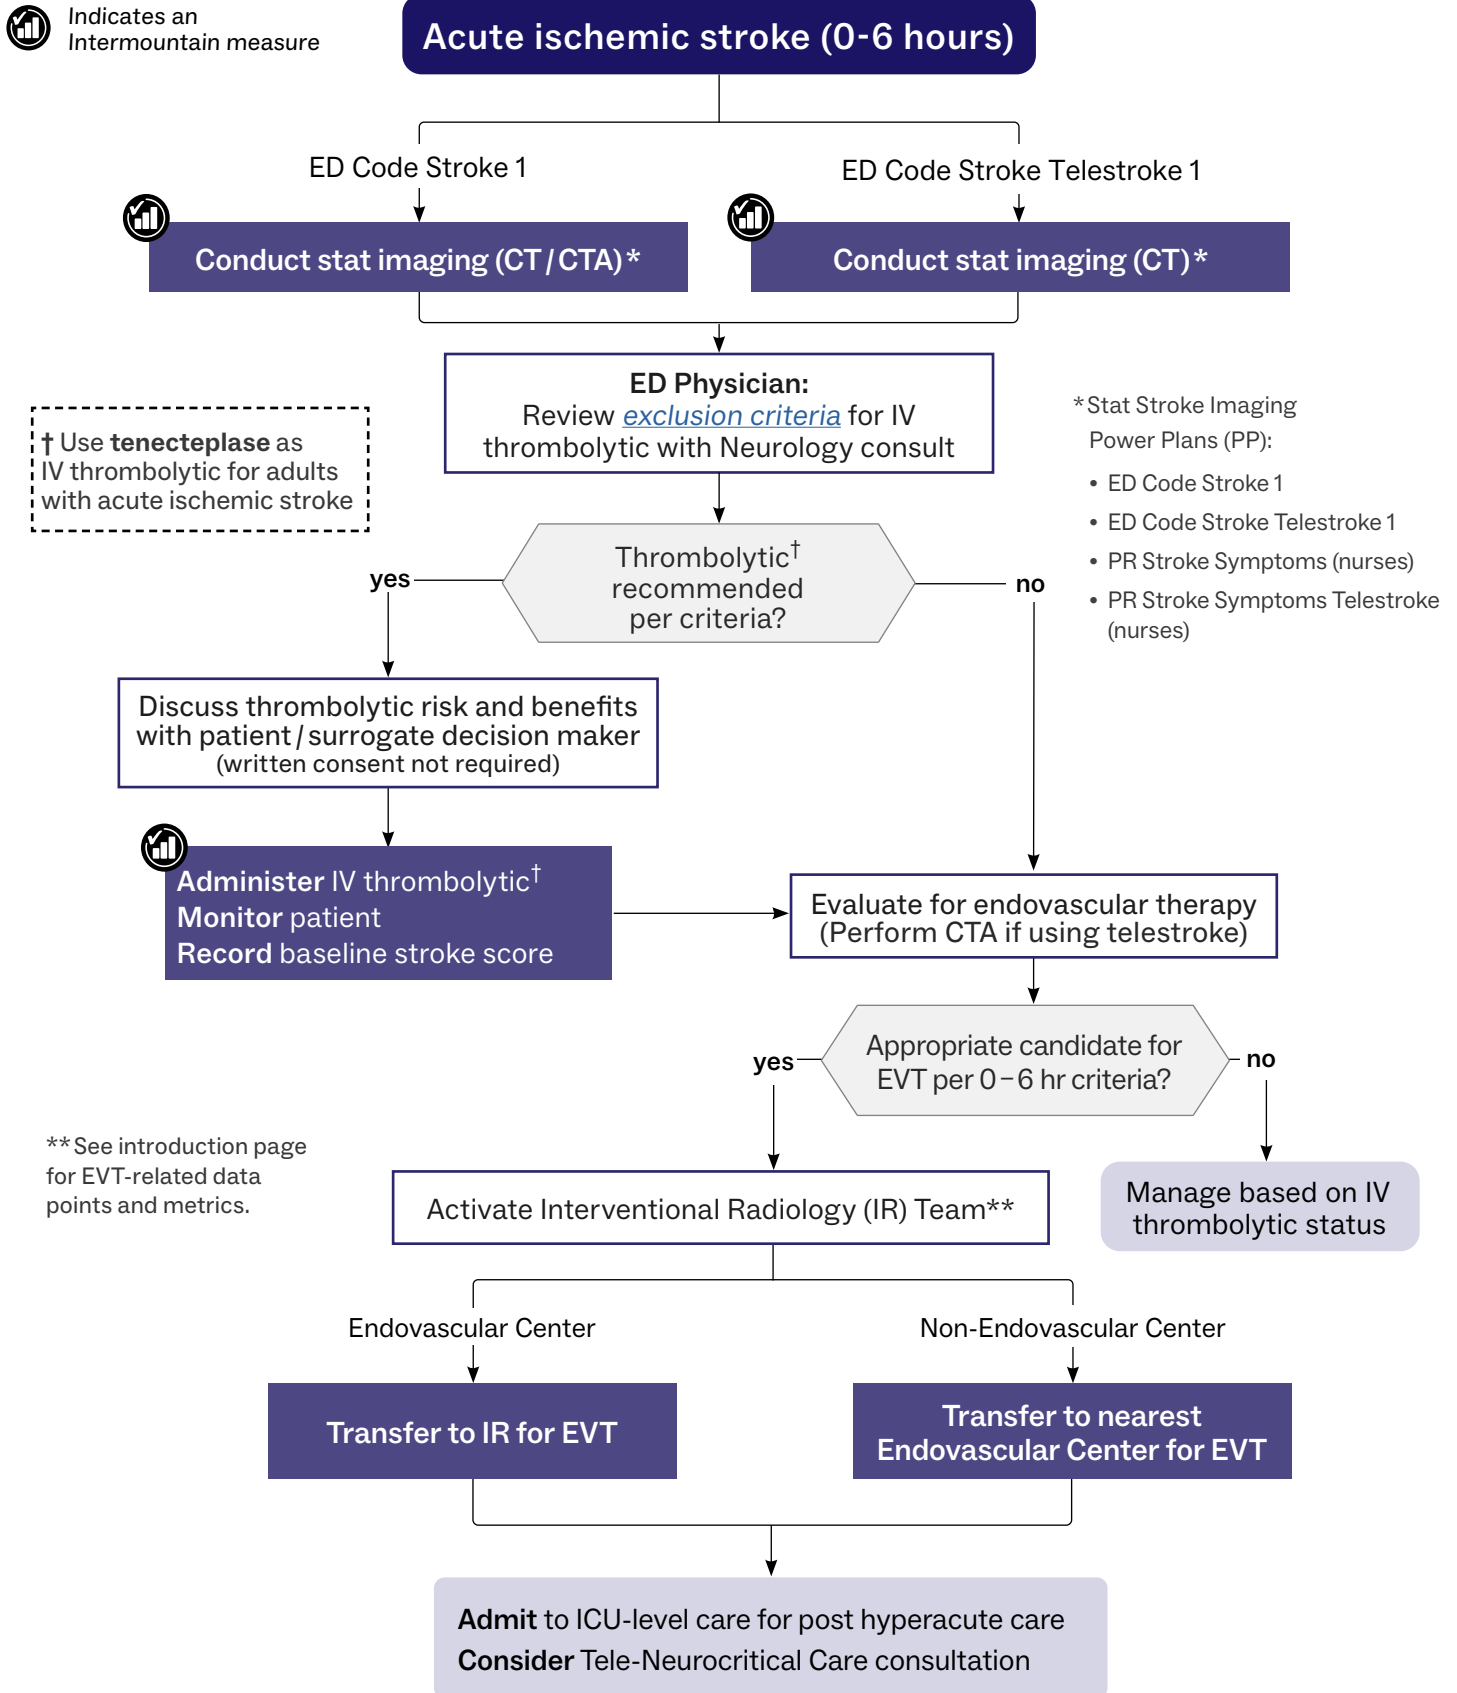 Indicates an
Intermountain measure
Acute ischemic stroke (0-6 hours)
ED Code Stroke 1
ED Code Stroke Telestroke 1
Conduct stat imaging (CT/CTA)*
Conduct stat imaging (CT)*
ED Physician:
Review exclusion criteria for IV
thrombolytic with Neurology consult
† Use tenecteplase as
IV thrombolytic for adults
with acute ischemic stroke
*Stat Stroke Imaging
Power Plans (PP):
• ED Code Stroke 1
• ED Code Stroke Telestroke 1
• PR Stroke Symptoms (nurses)
• PR Stroke Symptoms Telestroke
(nurses)
Thrombolytic†
recommended
per criteria?
yes
no
Discuss thrombolytic risk and benefits
with patient/surrogate decision maker
(written consent not required)
Administer IV thrombolytic†
Monitor patient
Record baseline stroke score
Evaluate for endovascular therapy
(Perform CTA if using telestroke)
Appropriate candidate for
EVT per 0–6 hr criteria?
yes
no
**See introduction page
for EVT-related data
points and metrics.
Activate Interventional Radiology (IR) Team**
Manage based on IV
thrombolytic status
Endovascular Center
Non-Endovascular Center
Transfer to IR for EVT
Transfer to nearest
Endovascular Center for EVT
Admit to ICU-level care for post hyperacute care
Consider Tele-Neurocritical Care consultation